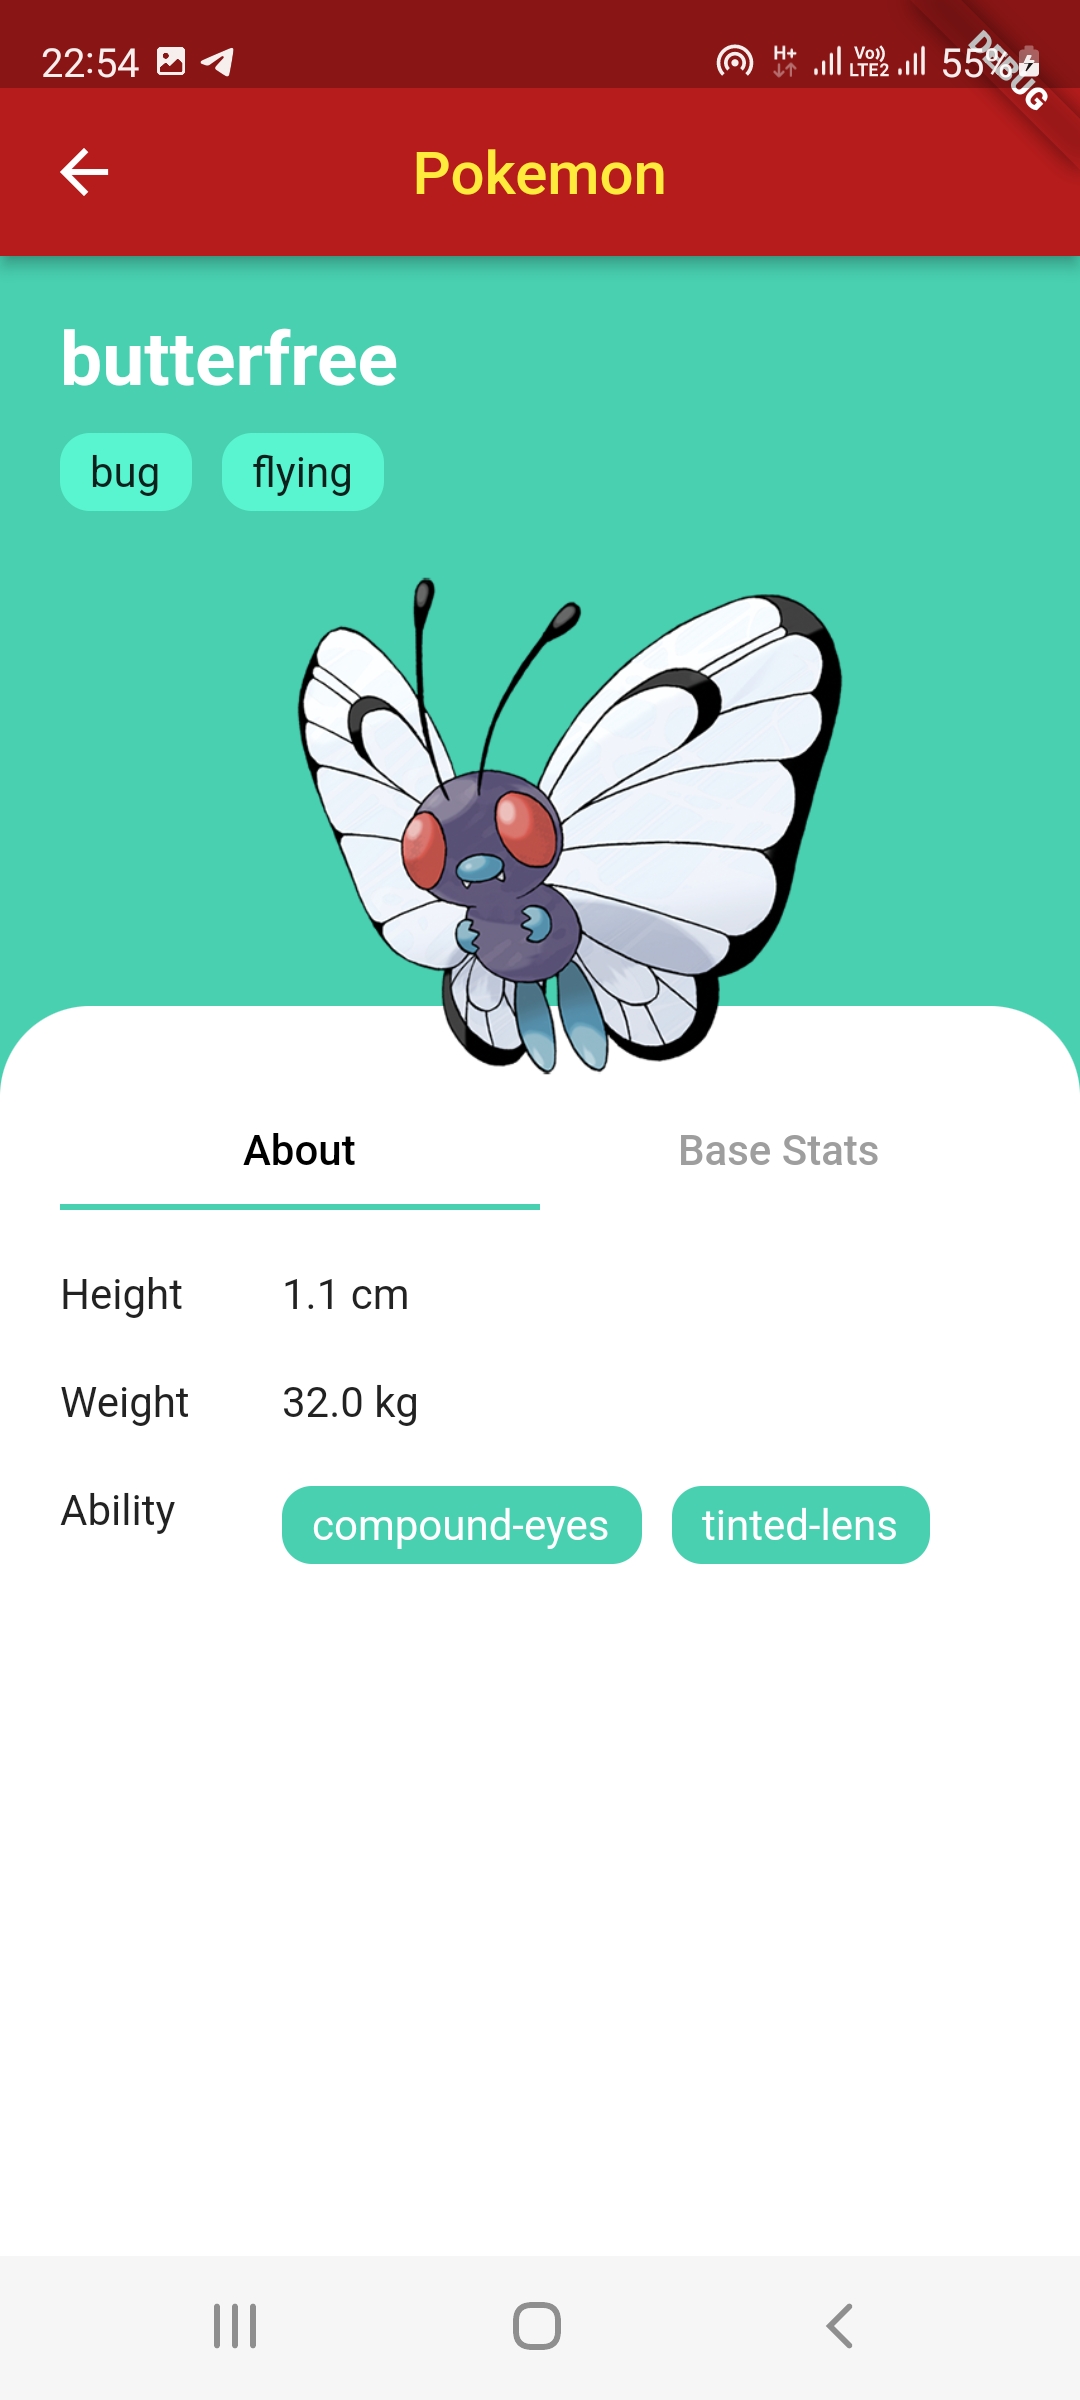 22:54 H+ Vo)) LTE2 55%
DEBUG
Pokemon
butterfree
bug flying
About Base Stats
Height 1.1 cm
Weight 32.0 kg
Ability compound-eyes tinted-lens